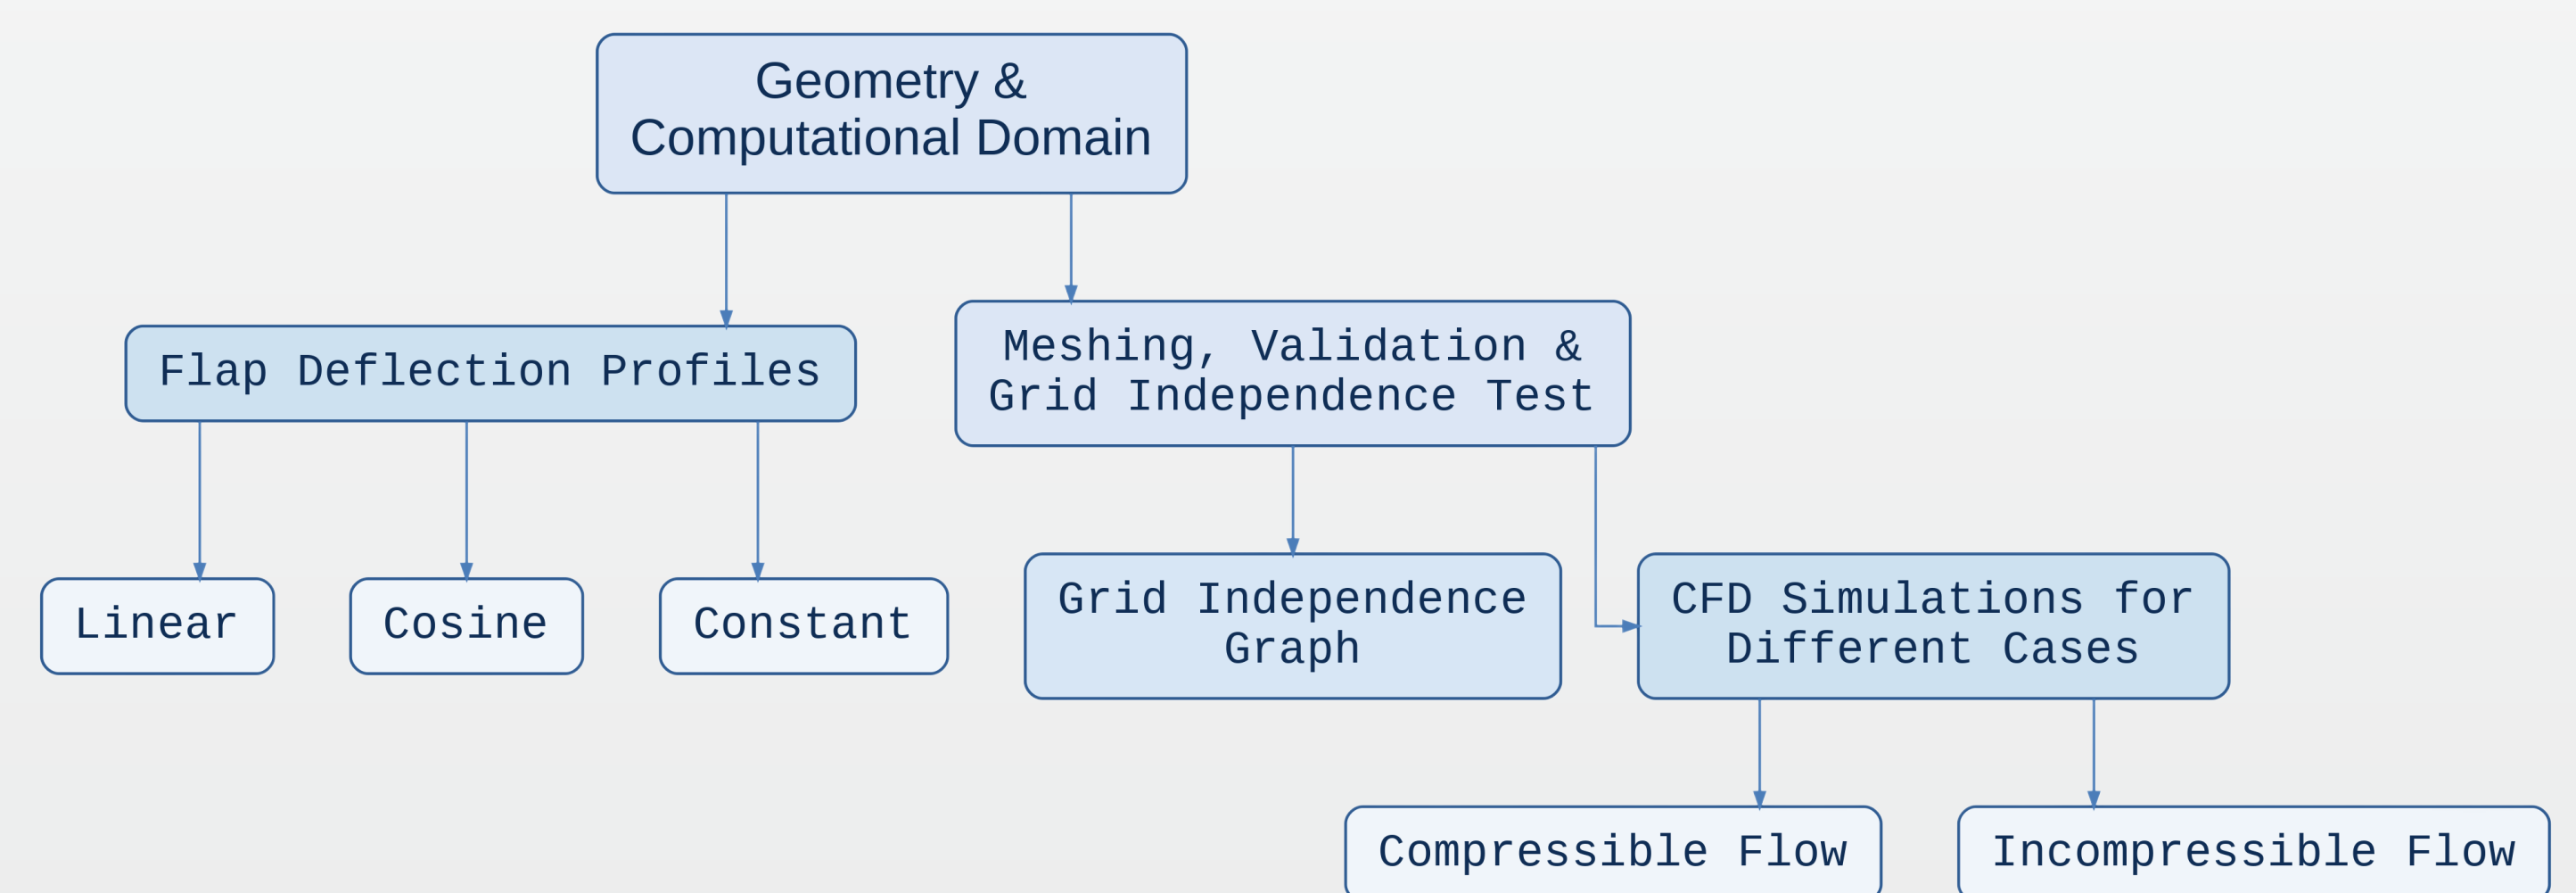 Geometry &
Computational Domain
Flap Deflection Profiles
Meshing, Validation &
Grid Independence Test
Linear
Cosine
Constant
Grid Independence
Graph
CFD Simulations for
Different Cases
Compressible Flow
Incompressible Flow